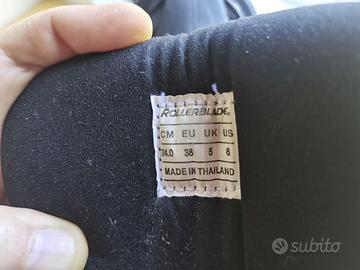 ROLLERBLADE
CM EU UK US
24.0 38 5 6
MADE IN THAILAND
subito